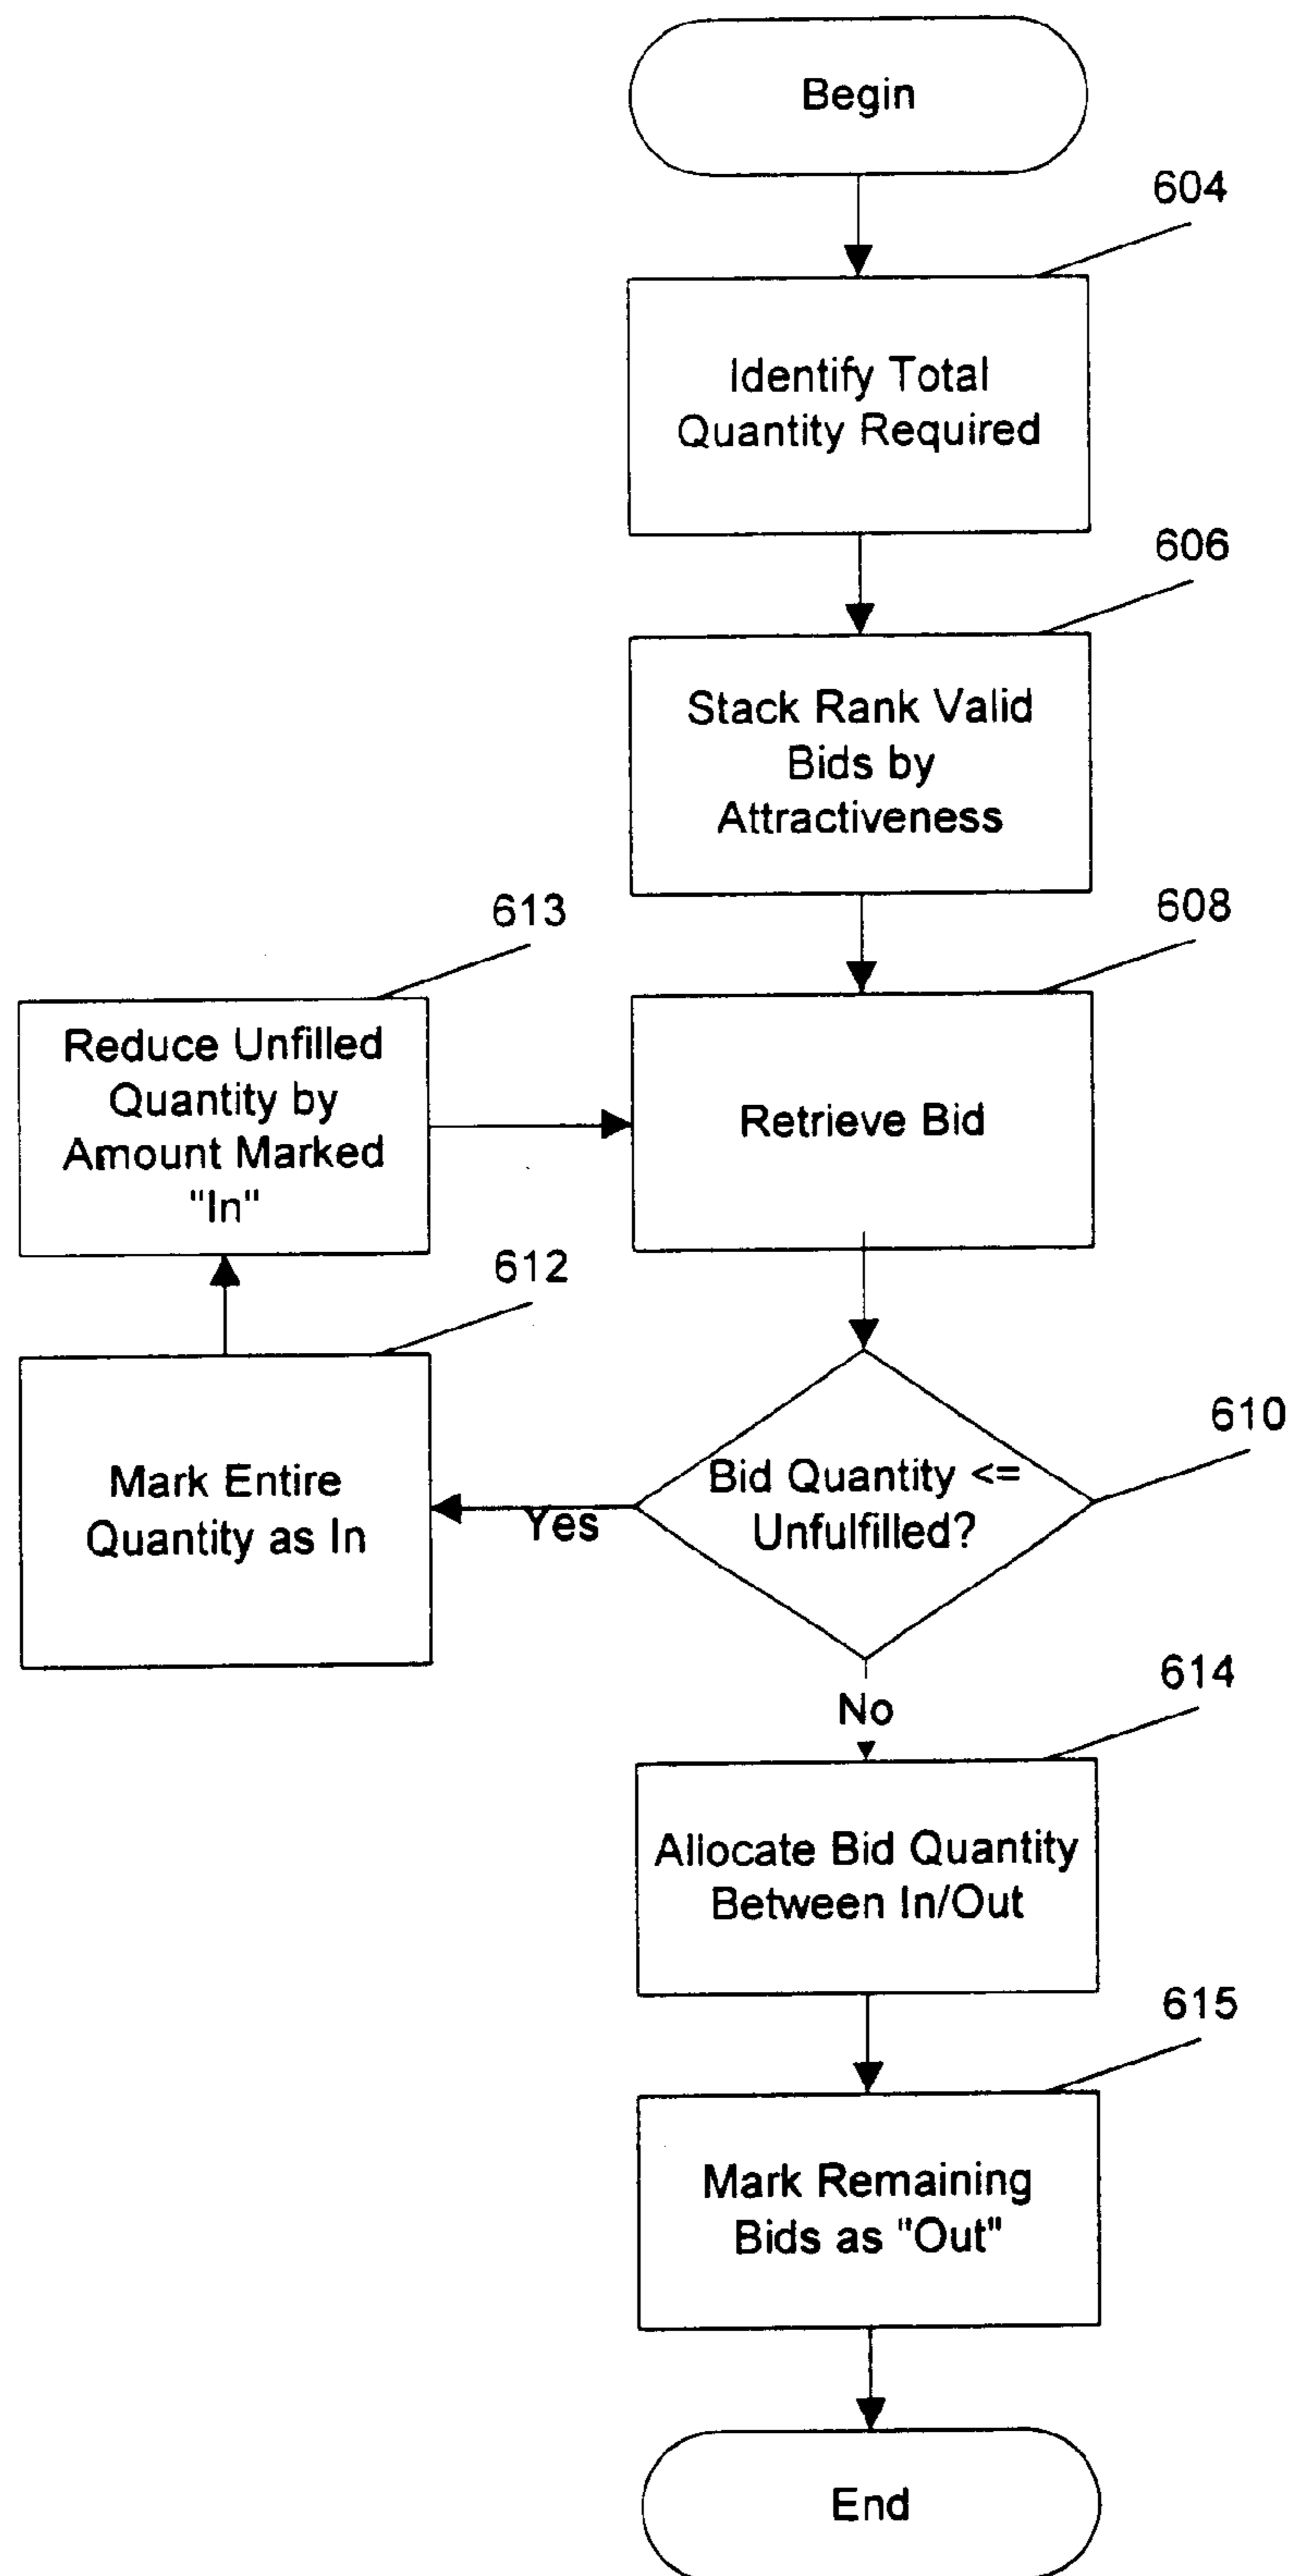 Begin
604
Identify Total
Quantity Required
606
Stack Rank Valid
Bids by
Attractiveness
613
608
Reduce Unfilled
Quantity by
Amount Marked
"In"
Retrieve Bid
612
610
Mark Entire
Quantity as In
Yes
Bid Quantity <=
Unfulfilled?
614
No
Allocate Bid Quantity
Between In/Out
615
Mark Remaining
Bids as "Out"
End